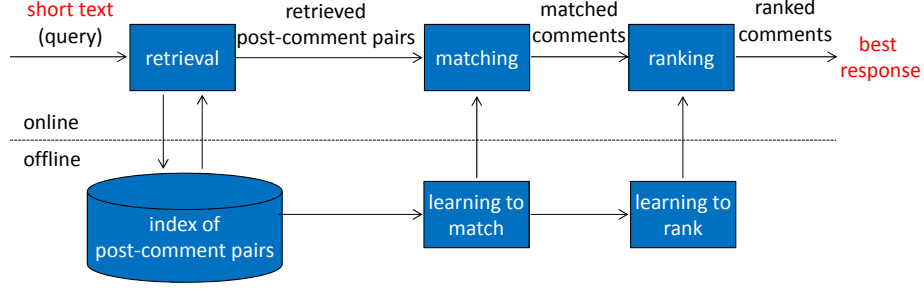 short text
(query)
retrieval
retrieved
post-comment pairs
matching
matched
comments
ranking
ranked
comments
best
response
online
offline
index of
post-comment pairs
learning to
match
learning to
rank